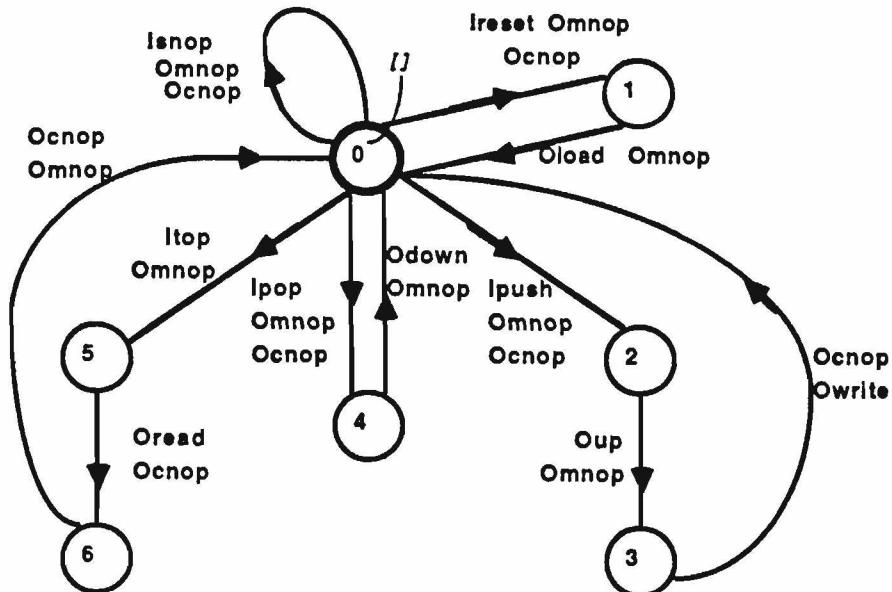 Isnop
Omnop
Ocnop
[]
Ireset Omnop
Ocnop
1
0
Oload Omnop
Ocnop
Omnop
Itop
Omnop
Ipop
Omnop
Ocnop
Odown
Omnop
Ipush
Omnop
Ocnop
5
2
4
Ocnop
Owrite
Oread
Ocnop
Oup
Omnop
6
3